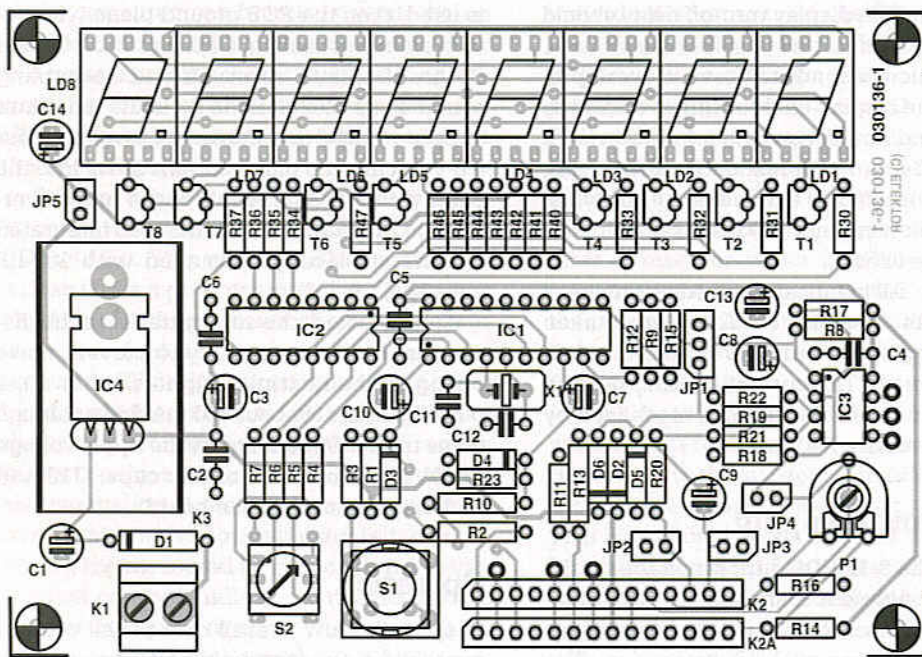 LD8
C14
030136-1
(C) ELEKTOR
030136-1
JP5
T8
T7
LD7
R37
R36
R35
R34
LD6
T6
R47
LD5
T5
LD4
R46
R45
R44
R43
R42
R41
R40
LD3
T4
R33
LD2
T3
R32
T2
R31
LD1
T1
R30
C6
C5
IC2
IC1
R12
R9
R15
C13
C8
JP1
R17
R8
C4
IC4
C3
C10
C11
X1
C7
C12
R22
R19
R21
R18
IC3
C2
R7
R6
R5
R4
R3
R1
D3
D4
R23
R10
R2
R11
R13
D6
D2
D5
R20
C9
JP4
K3
C1
D1
JP2
JP3
P1
K1
S2
S1
K2
K2A
R16
R14